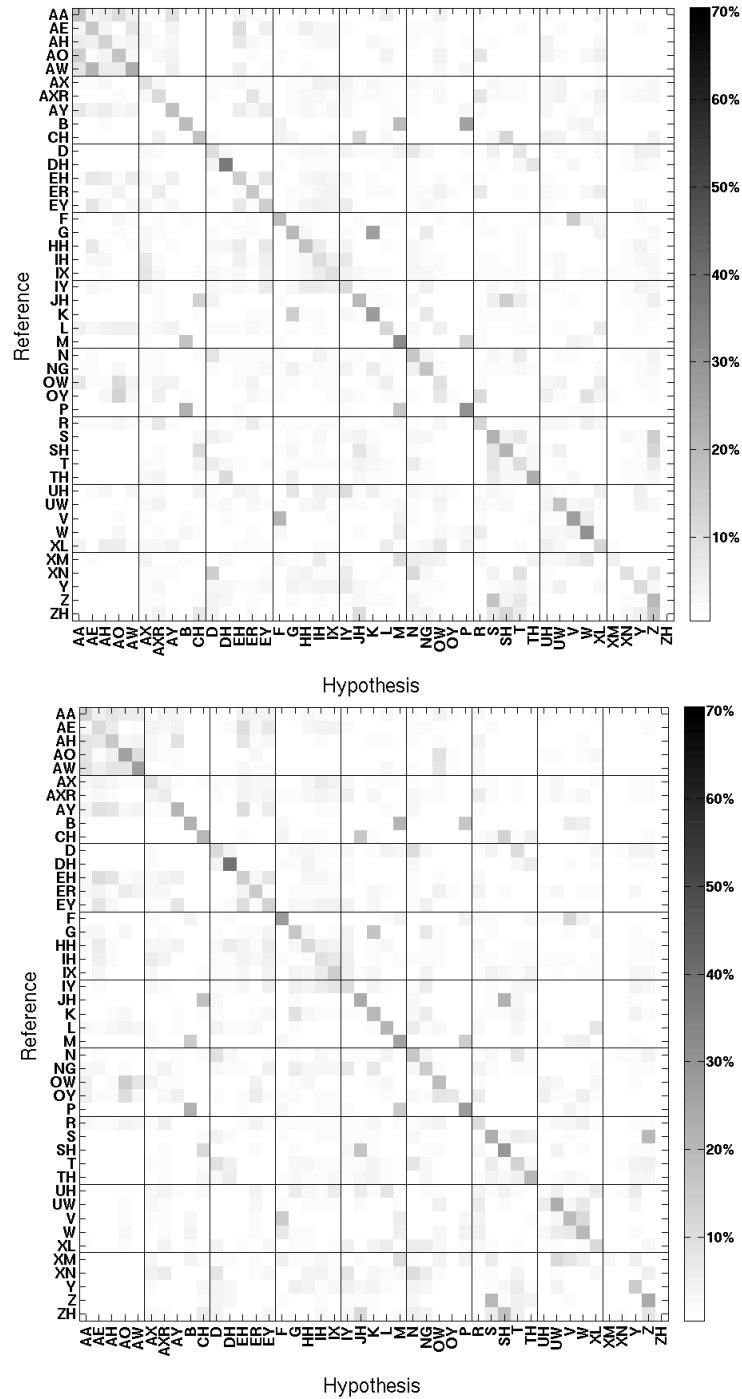 AA
AE
AH
AO
AW
AX
AXR
AY
B
CH
D
DH
EH
ER
EY
F
G
HH
IH
IX
IY
JH
K
L
M
N
NG
OW
OY
P
R
S
SH
T
TH
UH
UW
V
W
XL
XM
XN
Y
Z
ZH
Reference
AA AE AH AO AW AX AXR AY B CH D DH EH ER EY F G HH IH IX IY JH K L M N NG OW OY P R S SH T TH UH UW V W XL XM XN Y Z ZH
Hypothesis
70%
60%
50%
40%
30%
20%
10%
AA
AE
AH
AO
AW
AX
AXR
AY
B
CH
D
DH
EH
ER
EY
F
G
HH
IH
IX
IY
JH
K
L
M
N
NG
OW
OY
P
R
S
SH
T
TH
UH
UW
V
W
XL
XM
XN
Y
Z
ZH
Reference
AA AE AH AO AW AX AXR AY B CH D DH EH ER EY F G HH IH IX IY JH K L M N NG OW OY P R S SH T TH UH UW V W XL XM XN Y Z ZH
Hypothesis
70%
60%
50%
40%
30%
20%
10%